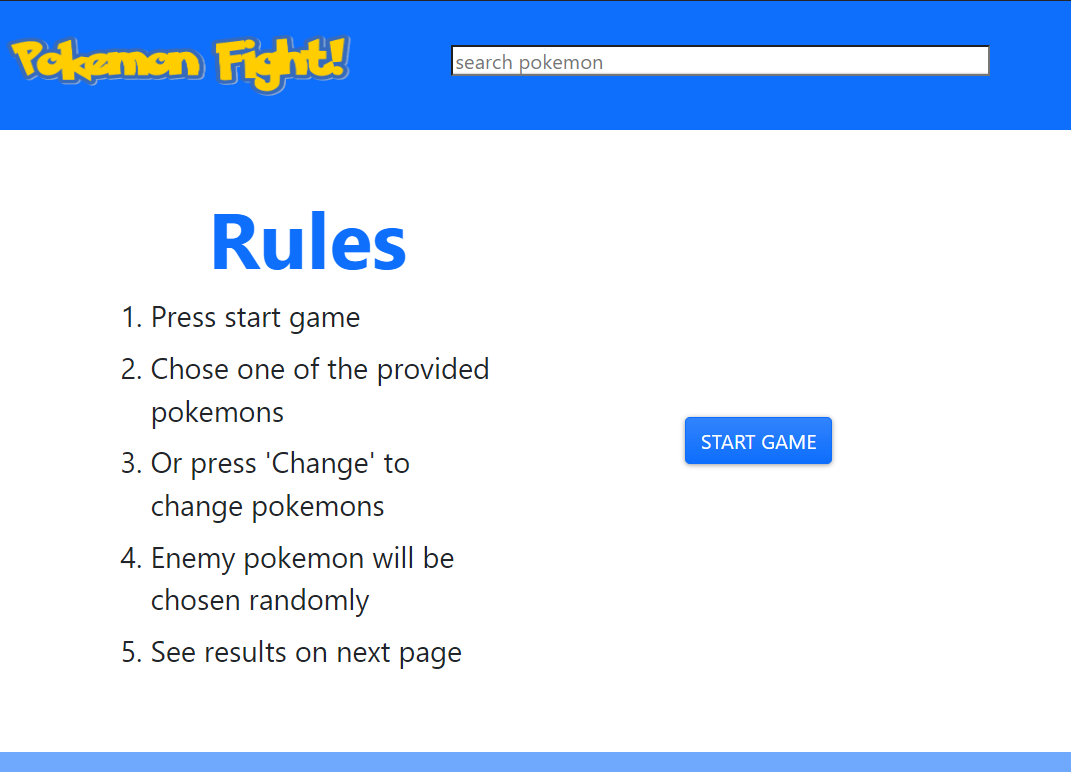 Pokemon Fight!
search pokemon
Rules
1. Press start game
2. Chose one of the provided
pokemons
3. Or press 'Change' to
change pokemons
4. Enemy pokemon will be
chosen randomly
5. See results on next page
START GAME